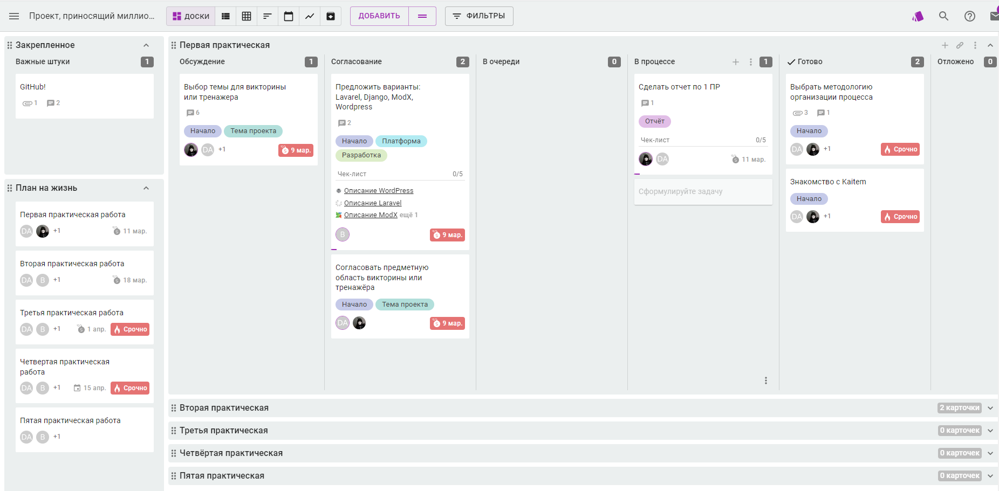 Проект, приносящий миллио...
ДОСКИ
ДОБАВИТЬ
ФИЛЬТРЫ
Закрепленное
Важные штуки
1
GitHub!
1
2
План на жизнь
Первая практическая работа
DA
+1
11 мар.
Вторая практическая работа
DA
B
+1
18 мар.
Третья практическая работа
DA
B
+1
1 апр.
Срочно
Четвертая практическая
работа
DA
B
+1
15 апр.
Срочно
Пятая практическая работа
DA
B
+1
Первая практическая
Обсуждение
1
Выбор темы для викторины
или тренажера
6
Начало
Тема проекта
DA
+1
9 мар.
Согласование
2
Предложить варианты:
Lavarel, Django, ModX,
Wordpress
2
Начало
Платформа
Разработка
Чек-лист
0/5
Описание WordPress
Описание Laravel
Описание ModX ещё 1
B
9 мар.
Согласовать предметную
область викторины или
тренажёра
Начало
Тема проекта
DA
9 мар.
В очереди
0
В процессе
1
Сделать отчет по 1 ПР
1
Отчёт
Чек-лист
0/5
DA
11 мар.
Сформулируйте задачу
Готово
2
Выбрать методологию
организации процесса
3
1
Начало
DA
+1
Срочно
Знакомство с Kaitem
Начало
DA
+1
Срочно
Отложено
0
Вторая практическая
2 карточки
Третья практическая
0 карточек
Четвёртая практическая
0 карточек
Пятая практическая
0 карточек